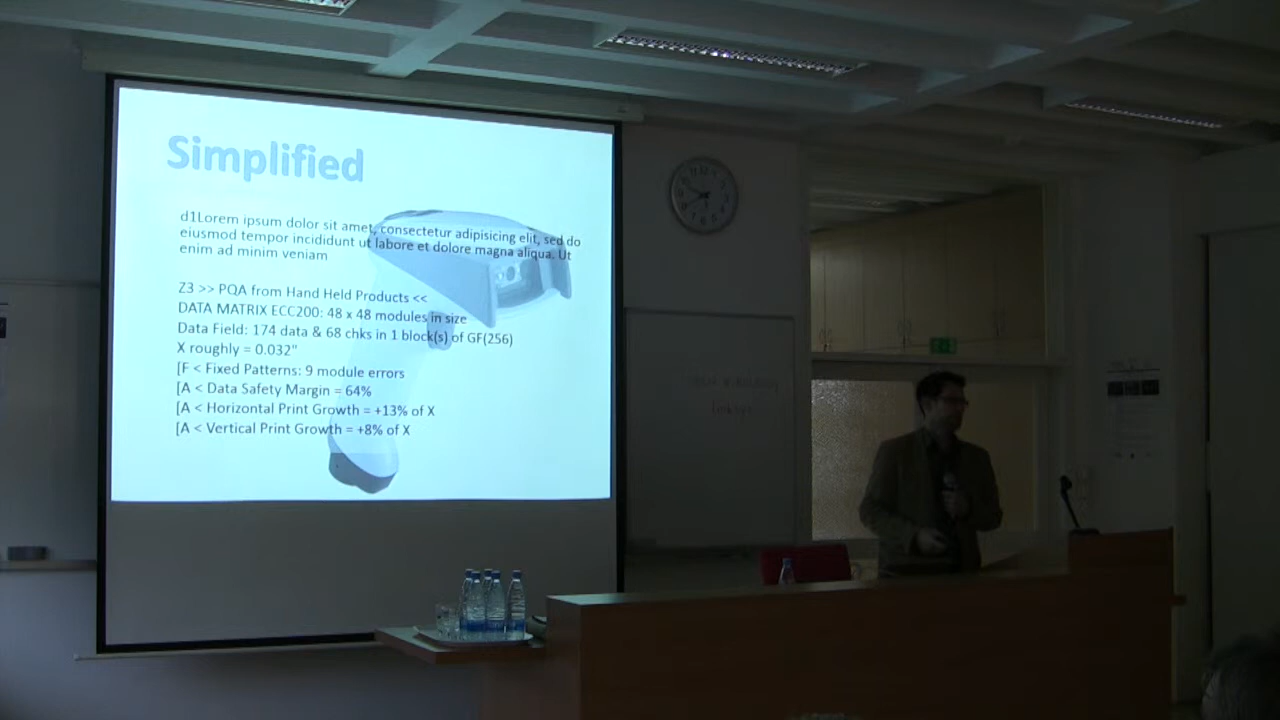 Simplified
d1Lorem ipsum dolor sit amet, consectetur adipisicing elit, sed do
eiusmod tempor incididunt ut labore et dolore magna aliqua. Ut
enim ad minim veniam
Z3 >> PQA from Hand Held Products <<
DATA MATRIX ECC200: 48 x 48 modules in size
Data Field: 174 data & 68 chks in 1 block(s) of GF(256)
X roughly = 0.032"
[F < Fixed Patterns: 9 module errors
[A < Data Safety Margin = 64%
[A < Horizontal Print Growth = +13% of X
[A < Vertical Print Growth = +8% of X